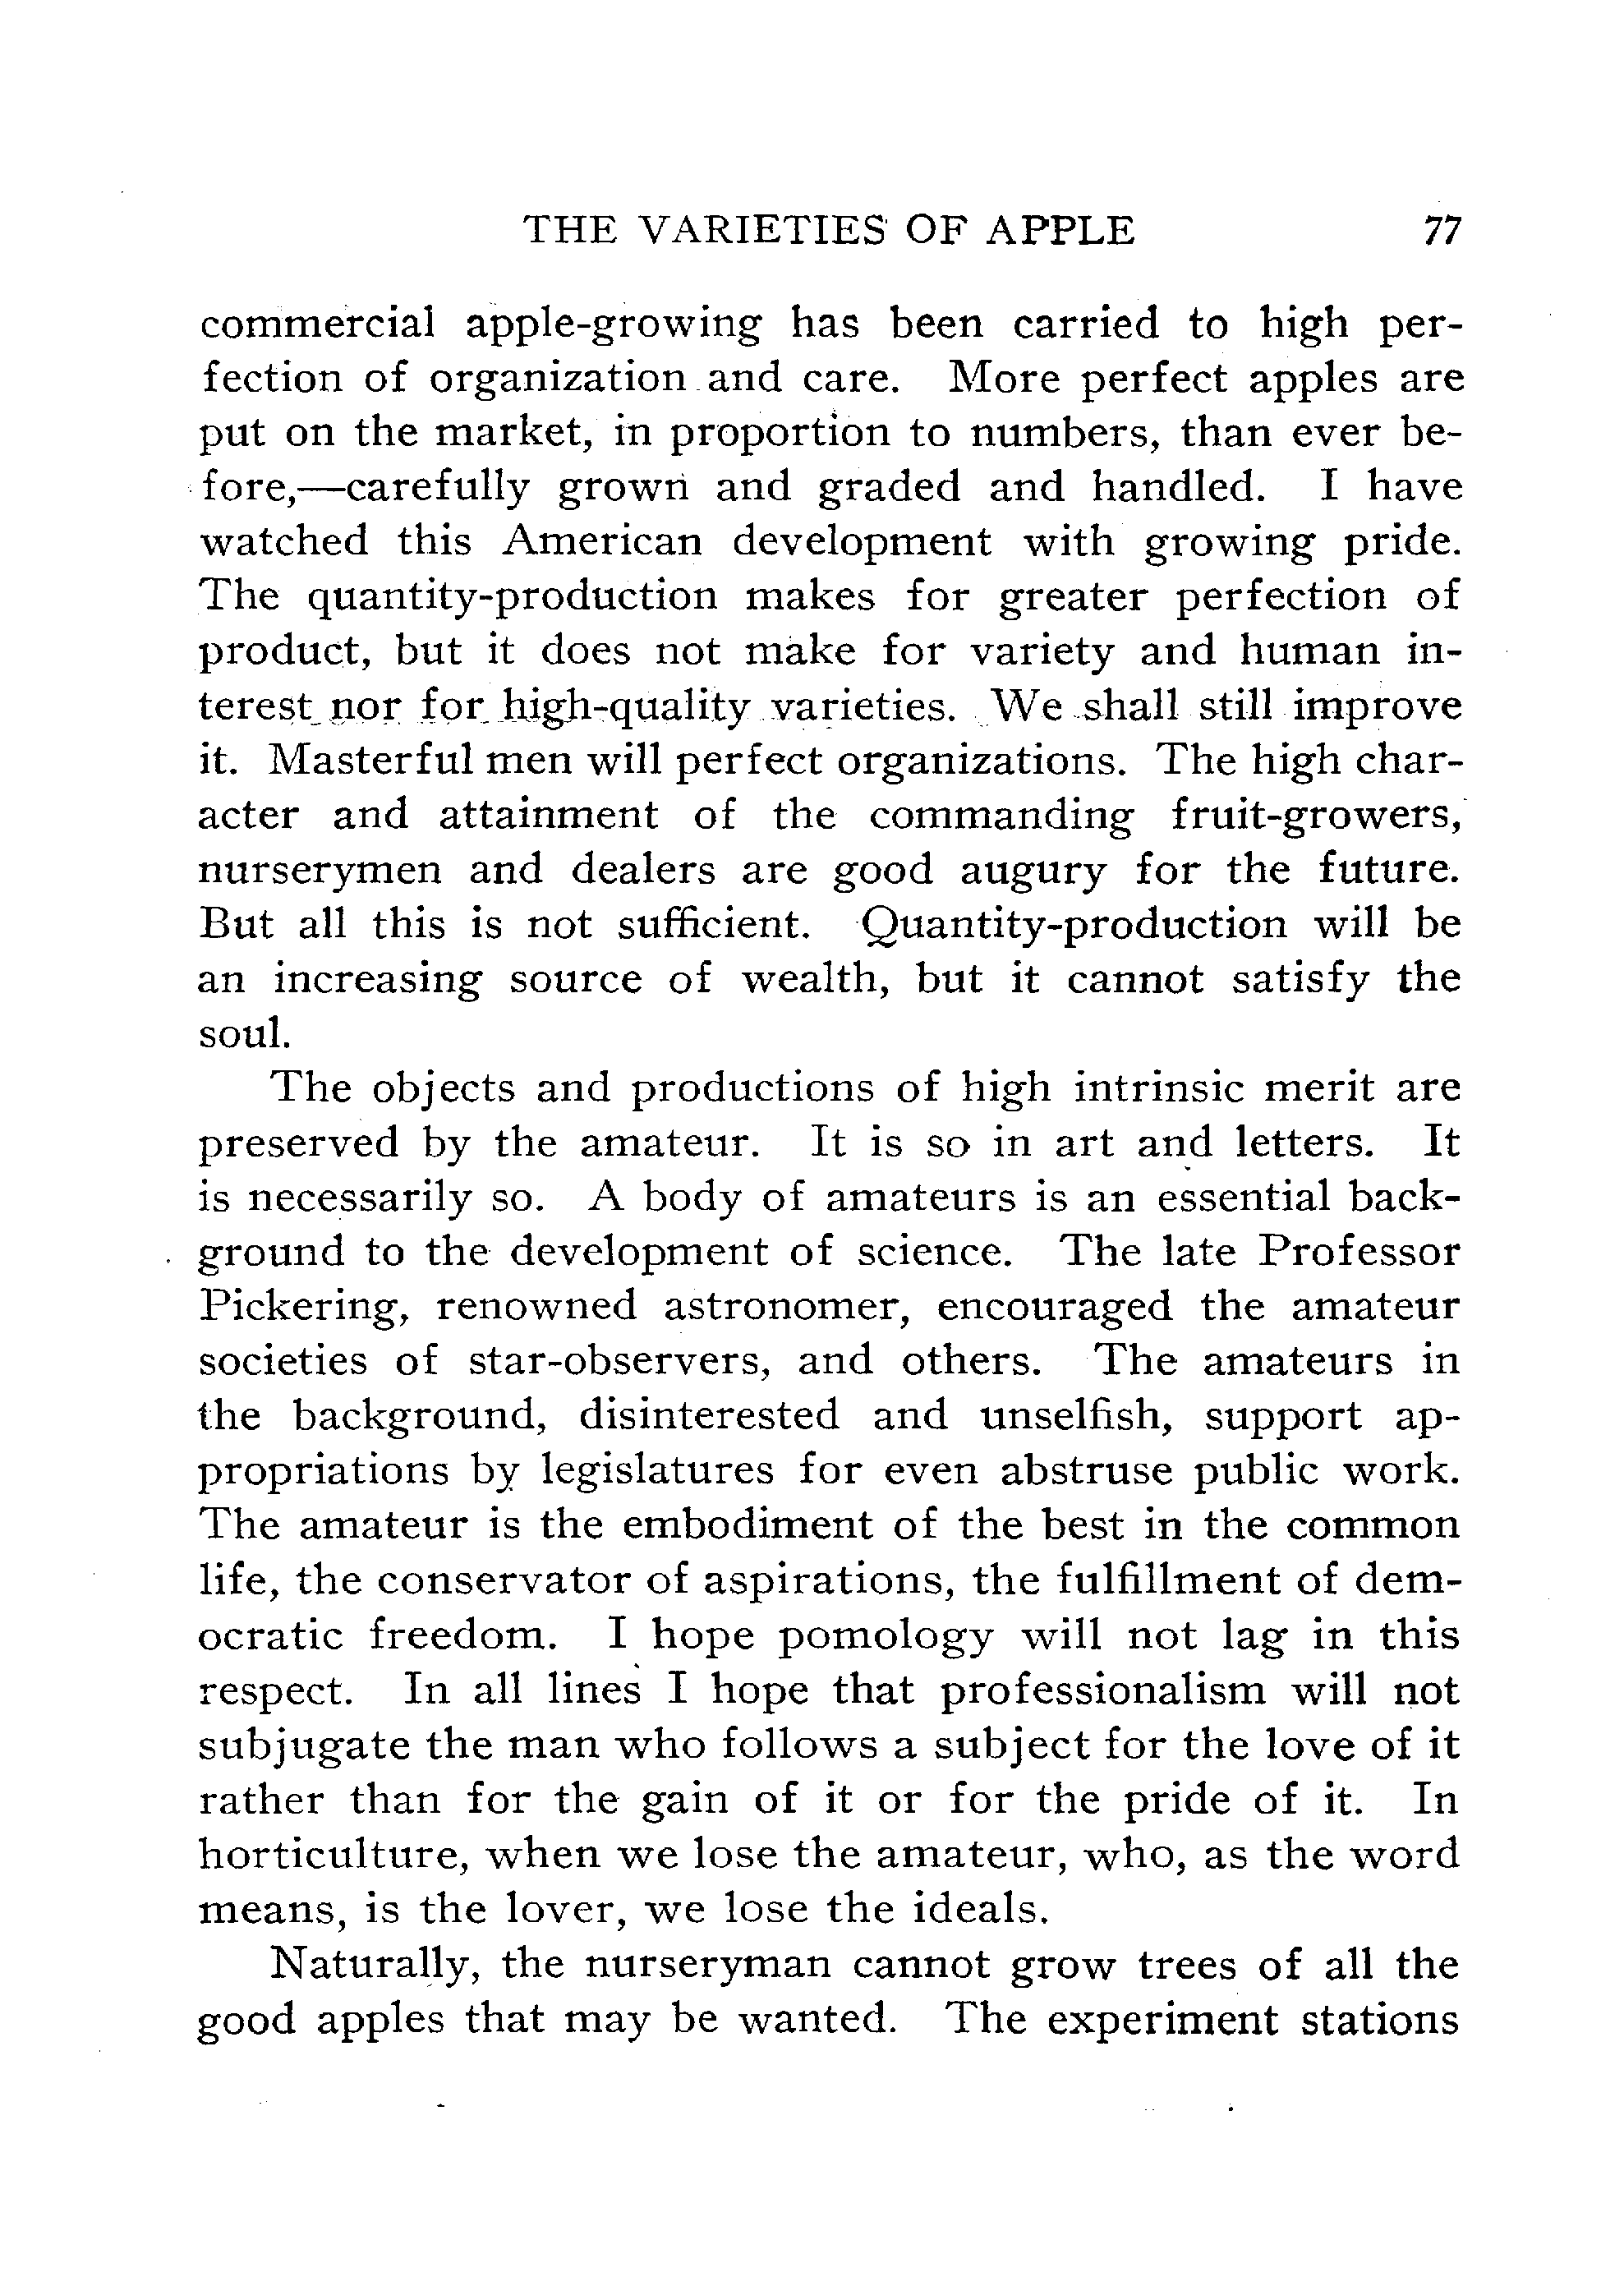 THE VARIETIES OF APPLE 77
commercial apple-growing has been carried to high per-
fection of organization and care. More perfect apples are
put on the market, in proportion to numbers, than ever be-
fore,—carefully grown and graded and handled. I have
watched this American development with growing pride.
The quantity-production makes for greater perfection of
product, but it does not make for variety and human in-
terest nor for high-quality varieties. We shall still improve
it. Masterful men will perfect organizations. The high char-
acter and attainment of the commanding fruit-growers,
nurserymen and dealers are good augury for the future.
But all this is not sufficient. Quantity-production will be
an increasing source of wealth, but it cannot satisfy the
soul.
The objects and productions of high intrinsic merit are
preserved by the amateur. It is so in art and letters. It
is necessarily so. A body of amateurs is an essential back-
ground to the development of science. The late Professor
Pickering, renowned astronomer, encouraged the amateur
societies of star-observers, and others. The amateurs in
the background, disinterested and unselfish, support ap-
propriations by legislatures for even abstruse public work.
The amateur is the embodiment of the best in the common
life, the conservator of aspirations, the fulfillment of dem-
ocratic freedom. I hope pomology will not lag in this
respect. In all lines I hope that professionalism will not
subjugate the man who follows a subject for the love of it
rather than for the gain of it or for the pride of it. In
horticulture, when we lose the amateur, who, as the word
means, is the lover, we lose the ideals.
Naturally, the nurseryman cannot grow trees of all the
good apples that may be wanted. The experiment stations